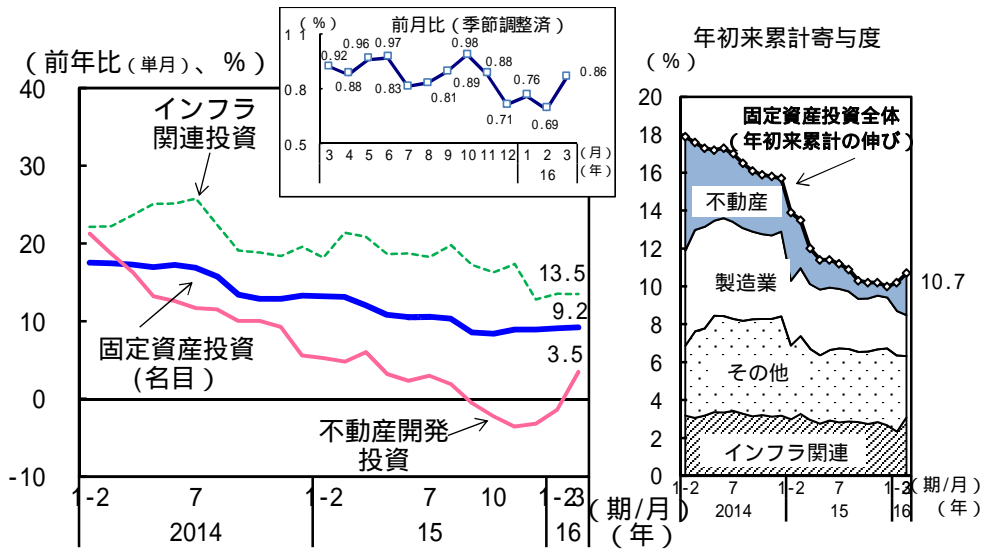 (前年比(単月)、%)
40
30
20
10
0
-10
インフラ
関連投資
固定資産投資
(名目)
不動産開発
投資
13.5
9.2
3.5
1-2 7 1-2 7 10 1-2 3 (期/月)
2014 15 16 (年)
(%) 前月比(季節調整済)
1.1
0.8
0.5
0.92
0.88
0.96
0.97
0.83
0.81
0.89
0.98
0.88
0.71
0.76
0.69
0.86
3 4 5 6 7 8 9 10 11 12 1 2 3 (月)
16 (年)
年初来累計寄与度
(%)
20
18
16
14
12
10
8
6
4
2
0
固定資産投資全体
(年初来累計の伸び)
不動産
製造業
その他
インフラ関連
10.7
1-2 7 1-2 7 1-2 3 (期/月)
2014 15 16 (年)